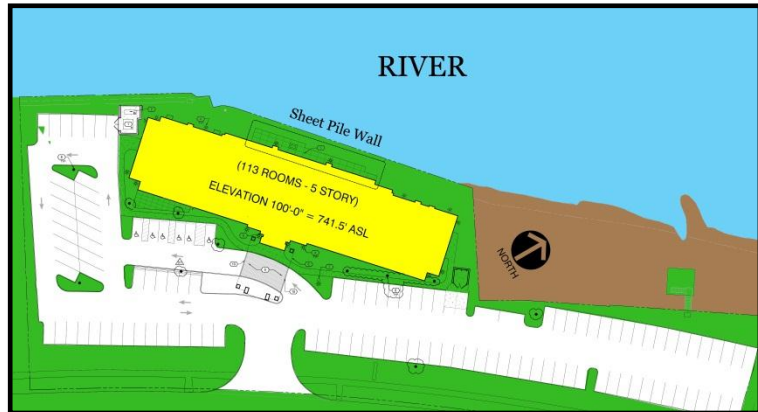 RIVER
Sheet Pile Wall
(113 ROOMS - 5 STORY)
ELEVATION 100'-0" = 741.5' ASL
NORTH